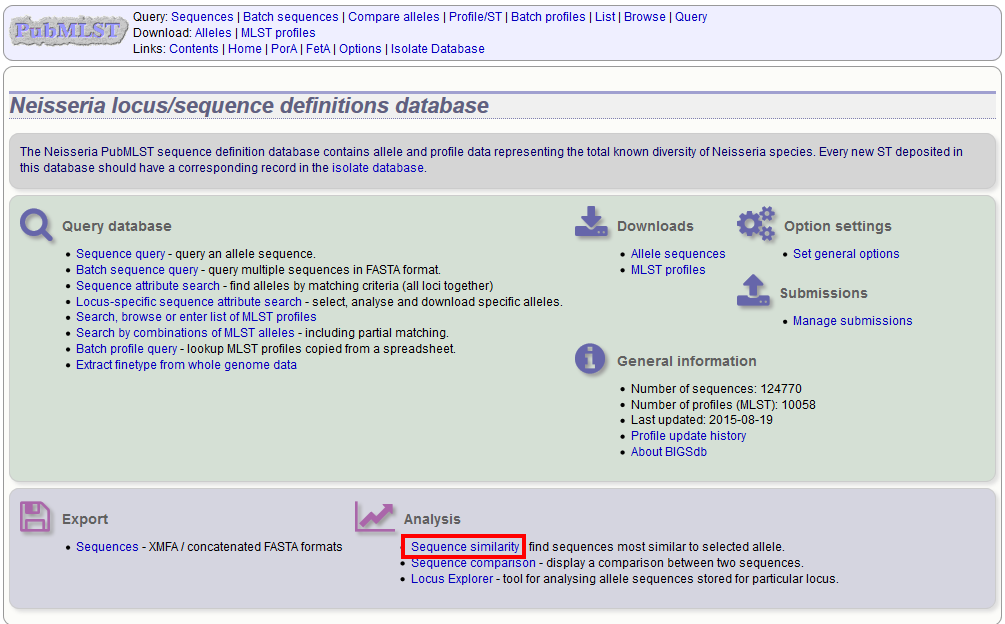 PubMLST
Query: Sequences | Batch sequences | Compare alleles | Profile/ST | Batch profiles | List | Browse | Query
Download: Alleles | MLST profiles
Links: Contents | Home | PorA | FetA | Options | Isolate Database
Neisseria locus/sequence definitions database
The Neisseria PubMLST sequence definition database contains allele and profile data representing the total known diversity of Neisseria species. Every new ST deposited in
this database should have a corresponding record in the isolate database.
Query database
• Sequence query - query an allele sequence.
• Batch sequence query - query multiple sequences in FASTA format.
• Sequence attribute search - find alleles by matching criteria (all loci together)
• Locus-specific sequence attribute search - select, analyse and download specific alleles.
• Search, browse or enter list of MLST profiles
• Search by combinations of MLST alleles - including partial matching.
• Batch profile query - lookup MLST profiles copied from a spreadsheet.
• Extract finetype from whole genome data
Downloads
• Allele sequences
• MLST profiles
Option settings
• Set general options
Submissions
• Manage submissions
General information
• Number of sequences: 124770
• Number of profiles (MLST): 10058
• Last updated: 2015-08-19
• Profile update history
• About BIGSdb
Export
• Sequences - XMFA / concatenated FASTA formats
Analysis
• Sequence similarity find sequences most similar to selected allele.
• Sequence comparison - display a comparison between two sequences.
• Locus Explorer - tool for analysing allele sequences stored for particular locus.